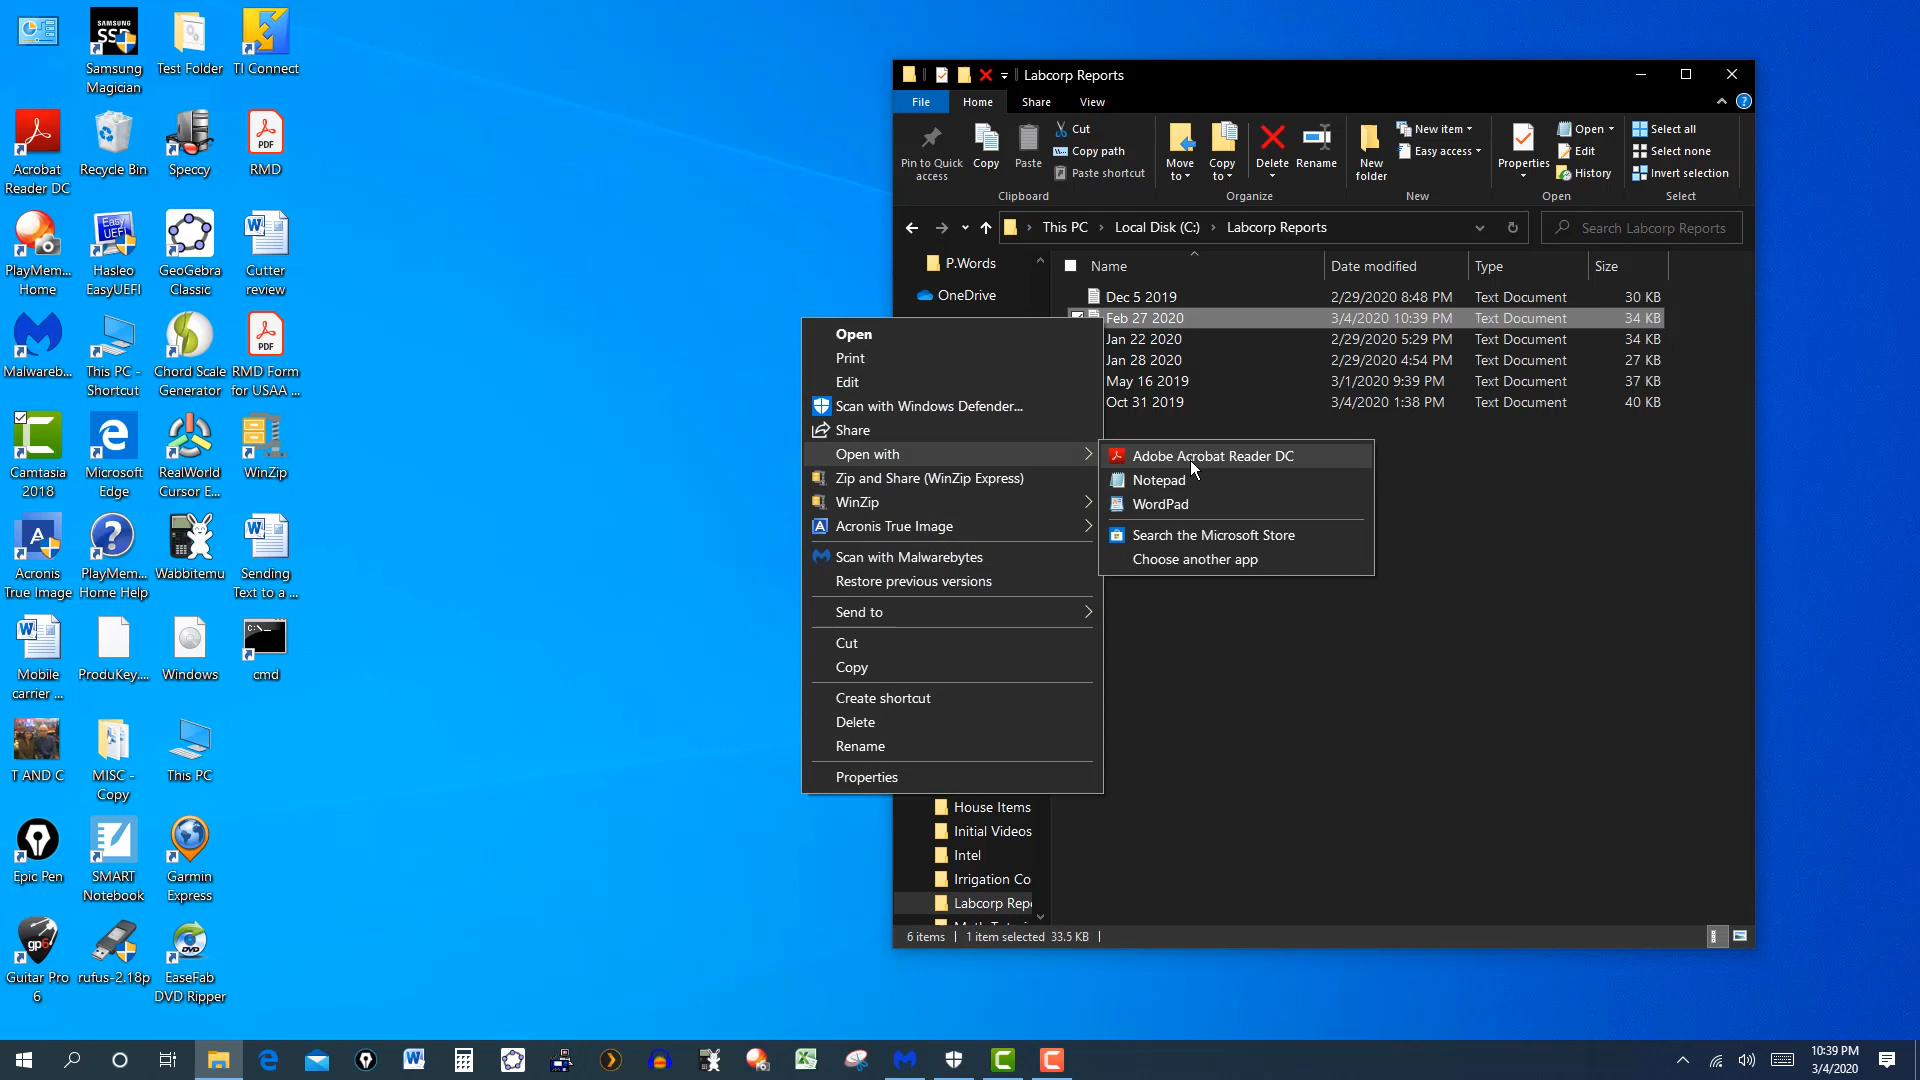 SAMSUNG
SSD
Samsung
Magician
Test Folder
TI Connect
Acrobat
Reader DC
Recycle Bin
Speccy
PDF
RMD
PlayMem...
Home
Easy
UEFI
Hasleo
EasyUEFI
GeoGebra
Classic
Cutter
review
Malwareb...
This PC -
Shortcut
Chord Scale
Generator
PDF
RMD Form
for USAA ...
Camtasia
2018
Microsoft
Edge
RealWorld
Cursor E...
WinZip
Acronis
True Image
PlayMem...
Home Help
Wabbitemu
Sending
Text to a ...
Mobile
carrier ...
ProduKey....
Windows
cmd
T AND C
MISC -
Copy
This PC
Epic Pen
SMART
Notebook
Garmin
Express
gp6
Guitar Pro
6
rufus-2.18p
DVD
EaseFab
DVD Ripper
Labcorp Reports
File Home Share View
Pin to Quick
access
Copy
Paste
Cut
Copy path
Paste shortcut
Clipboard
Move
to
Copy
to
Delete
Rename
Organize
New
folder
New item
Easy access
New
Properties
Open
Edit
History
Open
Select all
Select none
Invert selection
Select
This PC › Local Disk (C:) › Labcorp Reports
Search Labcorp Reports
P.Words
OneDrive
Name Date modified Type Size
Dec 5 2019 2/29/2020 8:48 PM Text Document 30 KB
Feb 27 2020 3/4/2020 10:39 PM Text Document 34 KB
Jan 22 2020 2/29/2020 5:29 PM Text Document 34 KB
Jan 28 2020 2/29/2020 4:54 PM Text Document 27 KB
May 16 2019 3/1/2020 9:39 PM Text Document 37 KB
Oct 31 2019 3/4/2020 1:38 PM Text Document 40 KB
Open
Print
Edit
Scan with Windows Defender...
Share
Open with
Zip and Share (WinZip Express)
WinZip
Acronis True Image
Scan with Malwarebytes
Restore previous versions
Send to
Cut
Copy
Create shortcut
Delete
Rename
Properties
Adobe Acrobat Reader DC
Notepad
WordPad
Search the Microsoft Store
Choose another app
House Items
Initial Videos
Intel
Irrigation Co
Labcorp Rep
6 items 1 item selected 33.5 KB
10:39 PM
3/4/2020